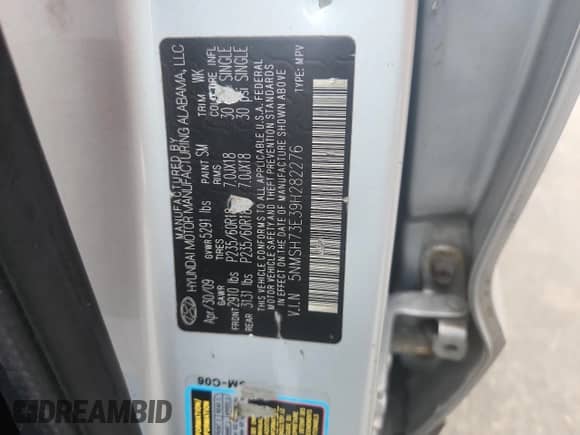 MANUFACTURED BY
HYUNDAI MOTOR MANUFACTURING ALABAMA, LLC
Apr/30/09 GVWR 5291 lbs PAINT SM TRIM WK
GAWR TIRES RIMS COLD TIRE INFL
FRONT 2910 lbs P235/60R18 7.0JX18 30 psi SINGLE
REAR 3131 lbs P235/60R18 7.0JX18 30 psi SINGLE
THIS VEHICLE CONFORMS TO ALL APPLICABLE U.S.A. FEDERAL
MOTOR VEHICLE SAFETY AND THEFT PREVENTION STANDARDS
IN EFFECT ON THE DATE OF MANUFACTURE SHOWN ABOVE
V.I.N 5NMSH73E39H282276 TYPE: MPV
SM-C06
DREAMBID